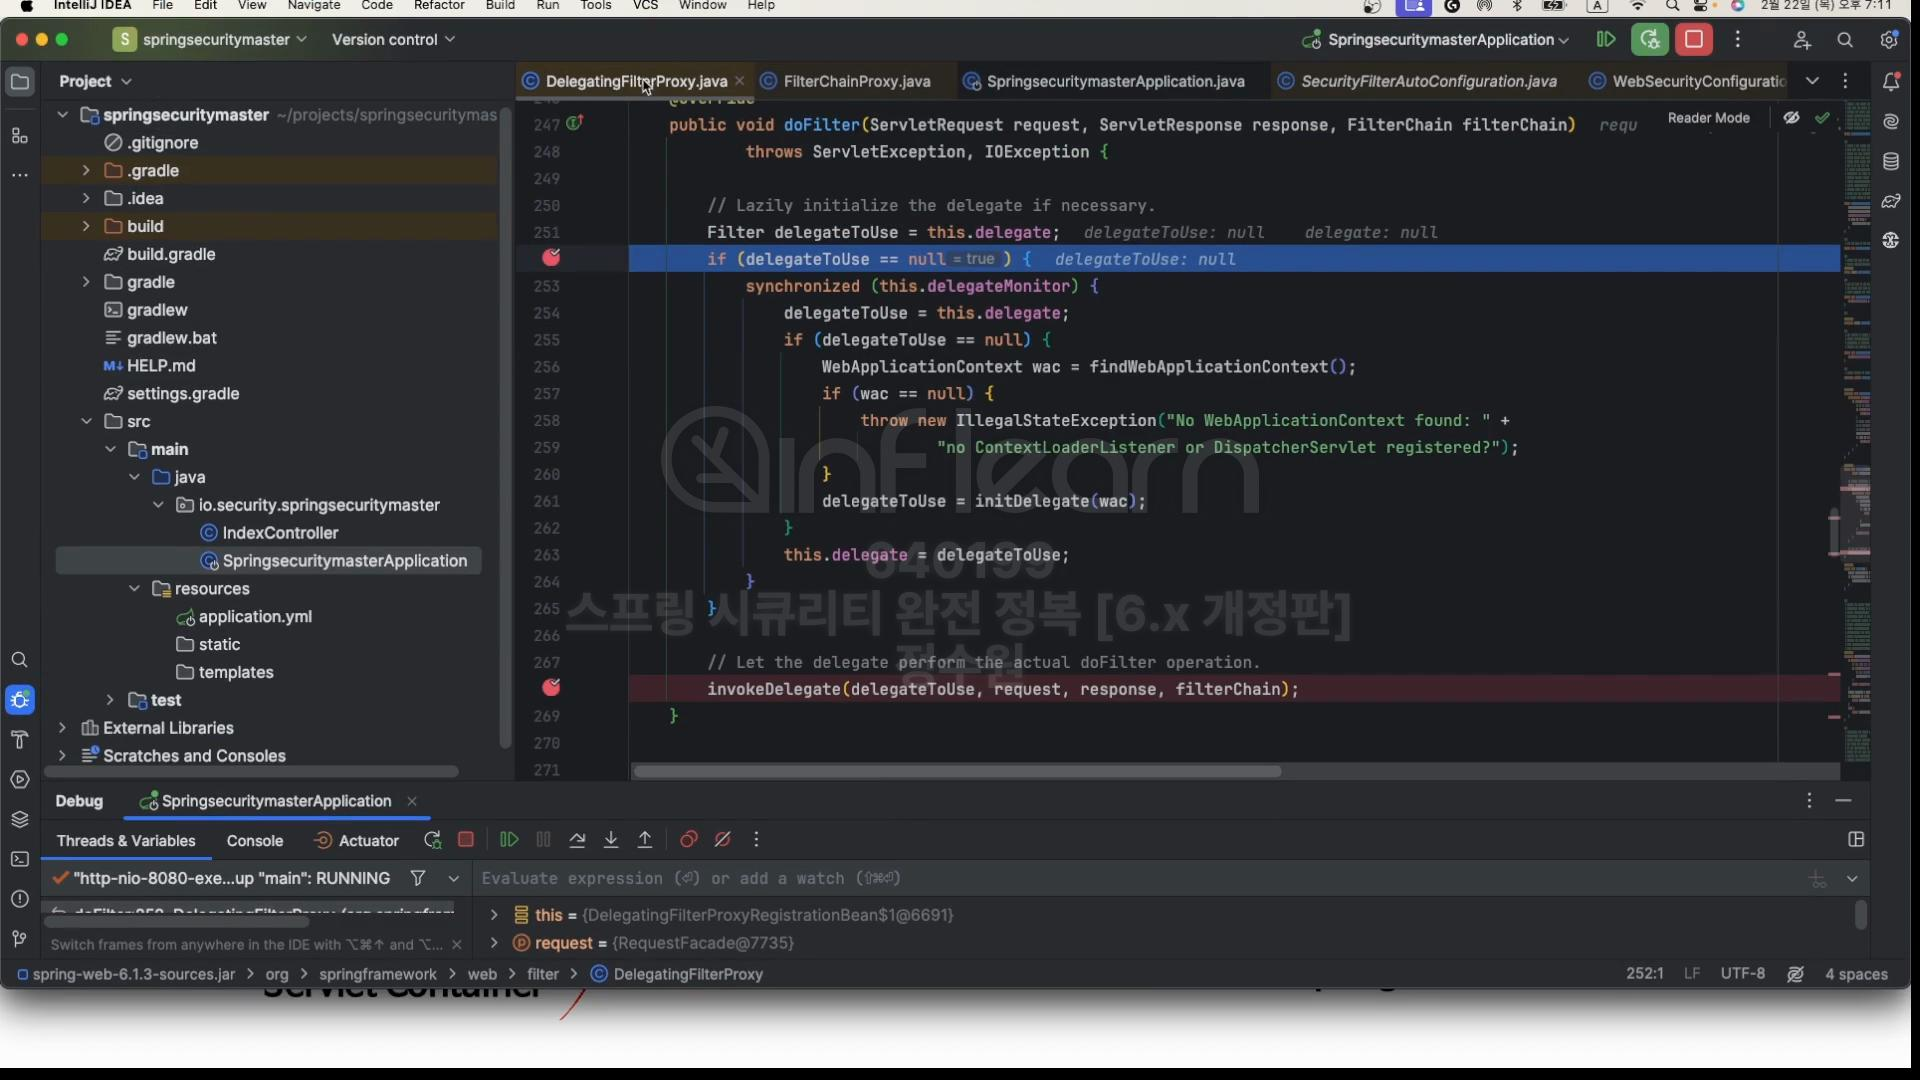 IntelliJ IDEA File Edit View Navigate Code Refactor Build Run Tools VCS Window Help A 2월 22일 (목) 오후 7:11
S springsecuritymaster Version control SpringsecuritymasterApplication
Project
DelegatingFilterProxy.java FilterChainProxy.java SpringsecuritymasterApplication.java SecurityFilterAutoConfiguration.java WebSecurityConfiguratio
springsecuritymaster ~/projects/springsecuritymas
.gitignore
.gradle
.idea
build
build.gradle
gradle
gradlew
gradlew.bat
HELP.md
settings.gradle
src
main
java
io.security.springsecuritymaster
IndexController
SpringsecuritymasterApplication
resources
application.yml
static
templates
test
External Libraries
Scratches and Consoles
Reader Mode
@Override
247 public void doFilter(ServletRequest request, ServletResponse response, FilterChain filterChain) requ
248 throws ServletException, IOException {
249
250 // Lazily initialize the delegate if necessary.
251 Filter delegateToUse = this.delegate; delegateToUse: null delegate: null
if (delegateToUse == null = true ) { delegateToUse: null
253 synchronized (this.delegateMonitor) {
254 delegateToUse = this.delegate;
255 if (delegateToUse == null) {
256 WebApplicationContext wac = findWebApplicationContext();
257 if (wac == null) {
258 throw new IllegalStateException("No WebApplicationContext found: " +
259 "no ContextLoaderListener or DispatcherServlet registered?");
260 }
261 delegateToUse = initDelegate(wac);
262 }
263 this.delegate = delegateToUse;
264 }
265 }
266
267 // Let the delegate perform the actual doFilter operation.
invokeDelegate(delegateToUse, request, response, filterChain);
269 }
270
271
inflearn
640199
스프링 시큐리티 완전 정복 [6.x 개정판]
정수원
Debug SpringsecuritymasterApplication
Threads & Variables Console Actuator
"http-nio-8080-exe...up "main": RUNNING
Evaluate expression (⏎) or add a watch (⇧⌘⏎)
this = {DelegatingFilterProxyRegistrationBean$1@6691}
request = {RequestFacade@7735}
Switch frames from anywhere in the IDE with ⌥⌘↑ and ⌥...
spring-web-6.1.3-sources.jar > org > springframework > web > filter > DelegatingFilterProxy 252:1 LF UTF-8 4 spaces
Servlet Container